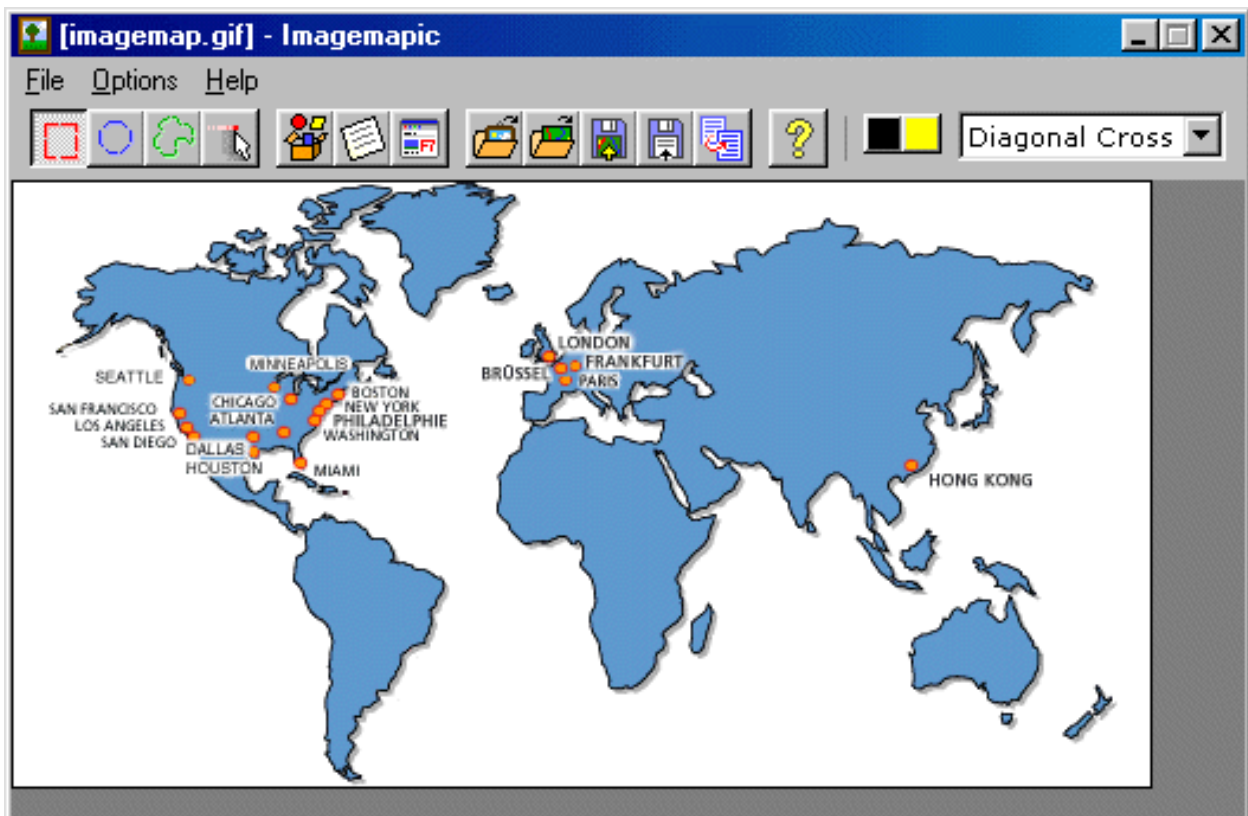 [imagemap.gif] - Imagemapic
File Options Help
F7
Diagonal Cross
LONDON
MINNEAPOLIS
FRANKFURT
SEATTLE
BRÜSSEL
PARIS
BOSTON
CHICAGO
NEW YORK
SAN FRANCISCO
ATLANTA
PHILADELPHIE
LOS ANGELES
WASHINGTON
SAN DIEGO
DALLAS
HOUSTON
MIAMI
HONG KONG